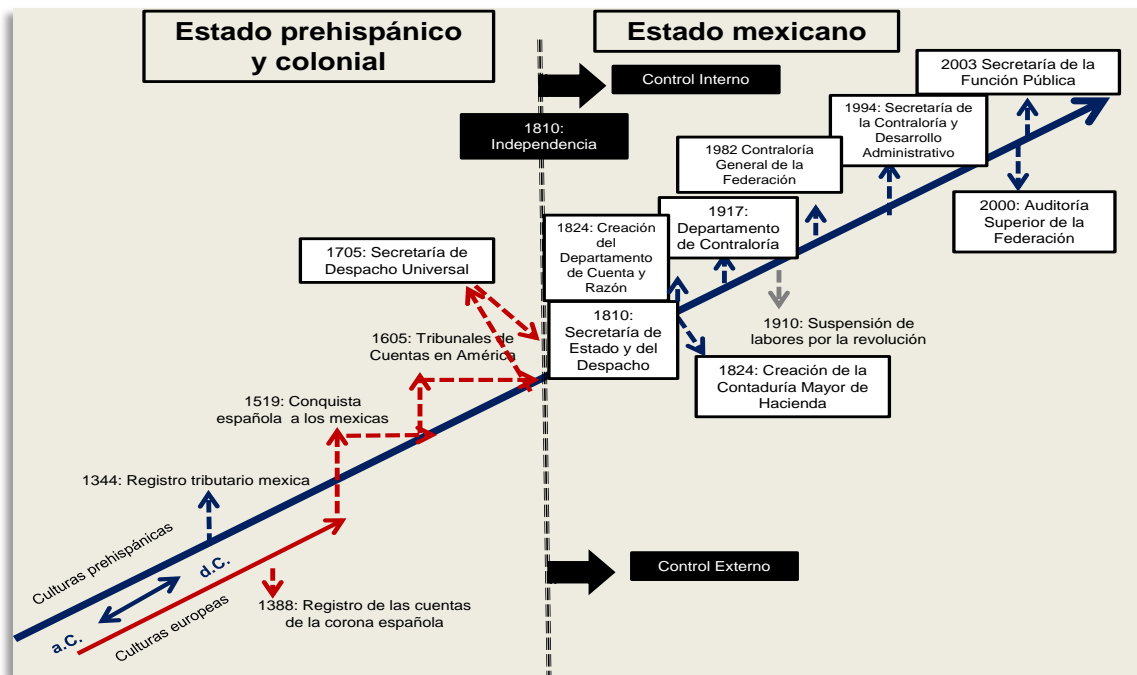 Estado prehispánico
y colonial
Estado mexicano
Control Interno
2003 Secretaría de la
Función Pública
1994: Secretaría de
la Contraloría y
Desarrollo
Administrativo
1810:
Independencia
1982 Contraloría
General de la
Federación
1917:
Departamento
de Contraloría
2000: Auditoría
Superior de la
Federación
1824: Creación
del
Departamento
de Cuenta y
Razón
1705: Secretaría de
Despacho Universal
1810:
Secretaría de
Estado y del
Despacho
1910: Suspensión de
labores por la revolución
1605: Tribunales de
Cuentas en América
1824: Creación de la
Contaduría Mayor de
Hacienda
1519: Conquista
española a los mexicas
1344: Registro tributario mexica
Culturas prehispánicas
d.C.
a.C.
Culturas europeas
1388: Registro de las cuentas
de la corona española
Control Externo